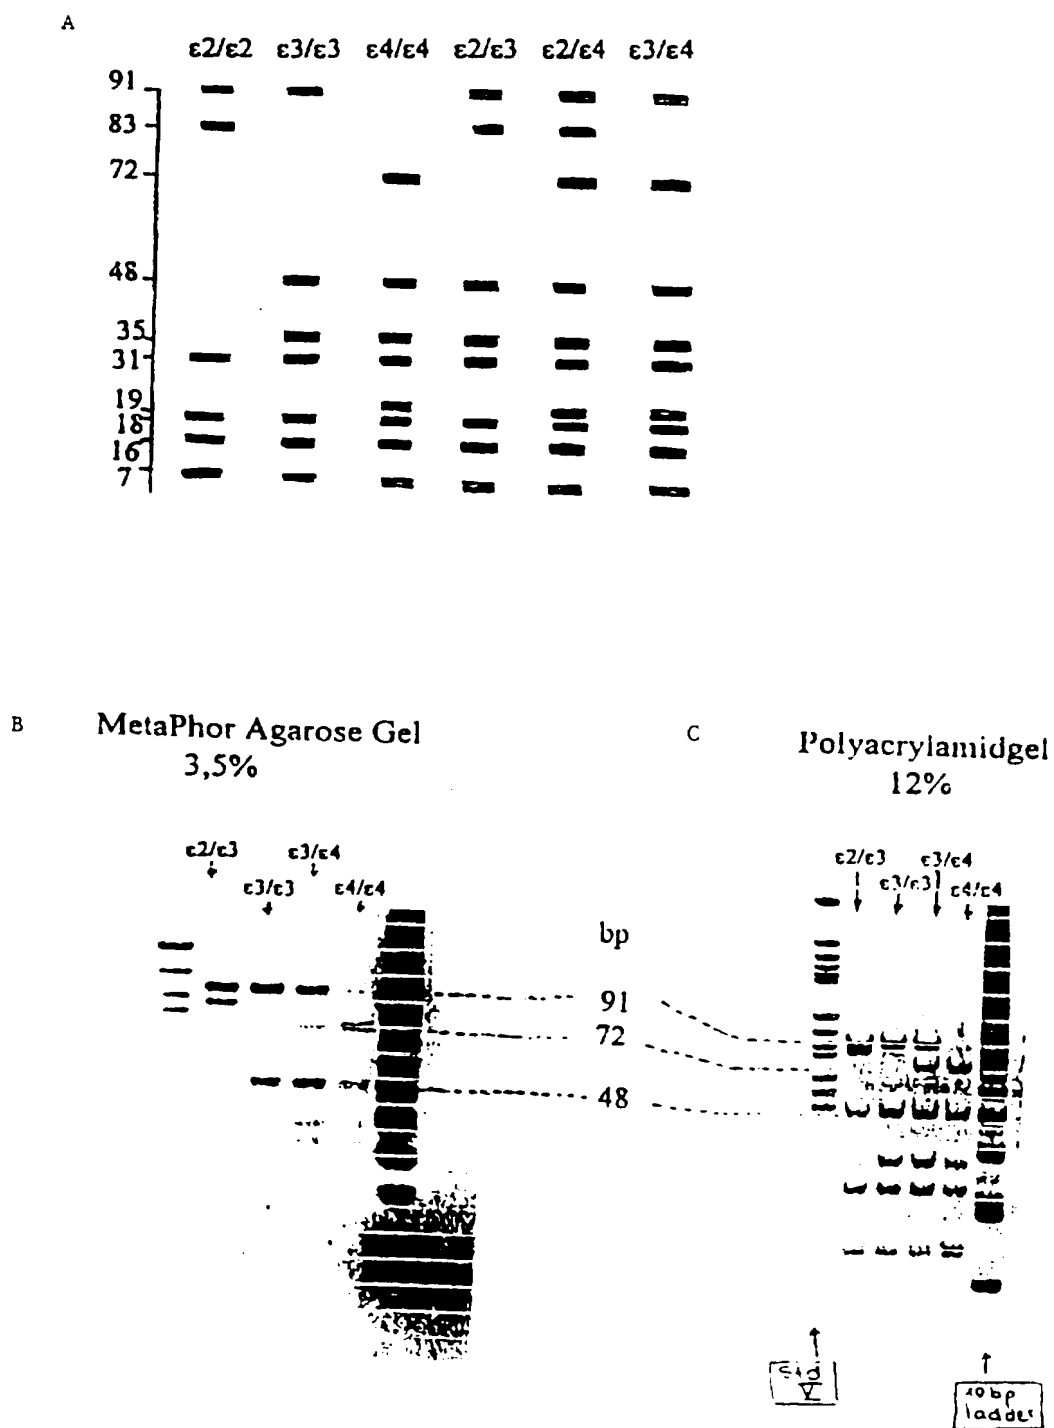 A
ε2/ε2 ε3/ε3 ε4/ε4 ε2/ε3 ε2/ε4 ε3/ε4
91
83
72
48
35
31
19
18
16
7
B
MetaPhor Agarose Gel
3,5%
C
Polyacrylamidgel
12%
ε2/ε3 ε3/ε4
ε3/ε3 ε4/ε4
bp
91
72
48
ε2/ε3 ε3/ε4
ε3/ε3 ε4/ε4
Std
V
10bp
ladder